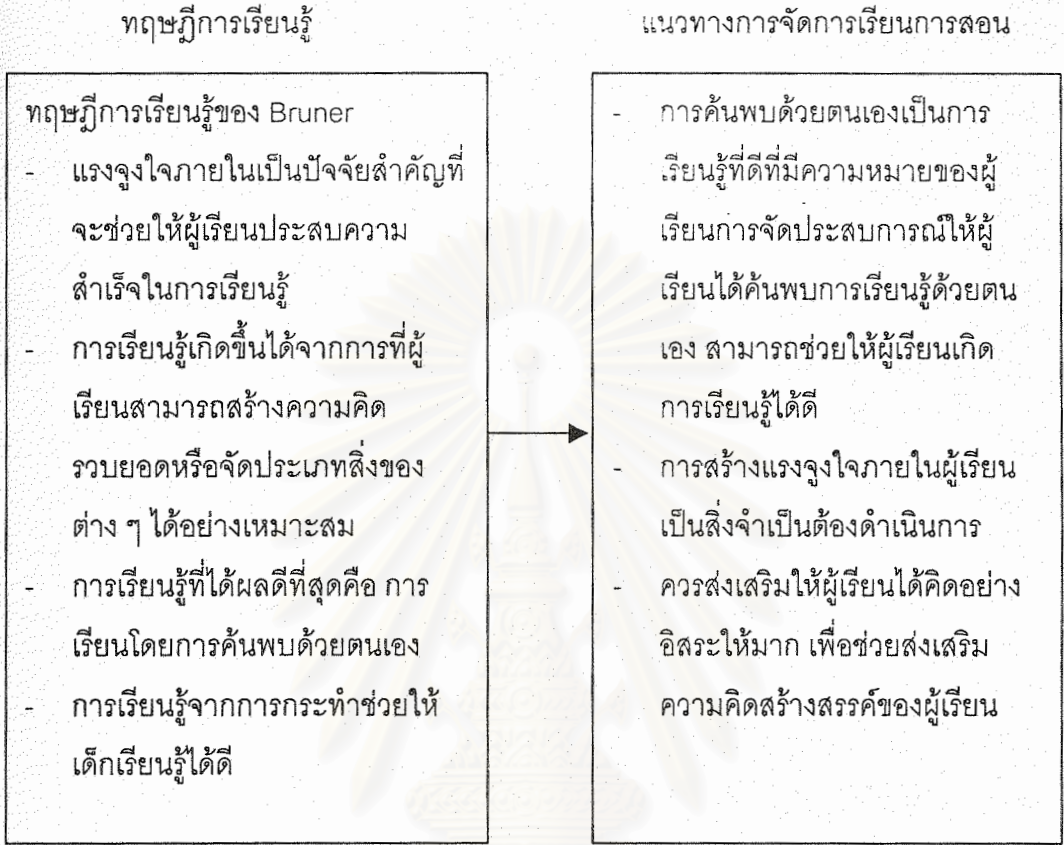 ทฤษฎีการเรียนรู้
แนวทางการจัดการเรียนการสอน
ทฤษฎีการเรียนรู้ของ Bruner
- แรงจูงใจภายในเป็นปัจจัยสำคัญที่
จะช่วยให้ผู้เรียนประสบความ
สำเร็จในการเรียนรู้
- การเรียนรู้เกิดขึ้นได้จากการที่ผู้
เรียนสามารถสร้างความคิด
รวบยอดหรือจัดประเภทสิ่งของ
ต่าง ๆ ได้อย่างเหมาะสม
- การเรียนรู้ที่ได้ผลดีที่สุดคือ การ
เรียนโดยการค้นพบด้วยตนเอง
- การเรียนรู้จากการกระทำช่วยให้
เด็กเรียนรู้ได้ดี
- การค้นพบด้วยตนเองเป็นการ
เรียนรู้ที่ดีที่มีความหมายของผู้
เรียนการจัดประสบการณ์ให้ผู้
เรียนได้ค้นพบการเรียนรู้ด้วยตน
เอง สามารถช่วยให้ผู้เรียนเกิด
การเรียนรู้ได้ดี
- การสร้างแรงจูงใจภายในผู้เรียน
เป็นสิ่งจำเป็นต้องดำเนินการ
- ควรส่งเสริมให้ผู้เรียนได้คิดอย่าง
อิสระให้มาก เพื่อช่วยส่งเสริม
ความคิดสร้างสรรค์ของผู้เรียน